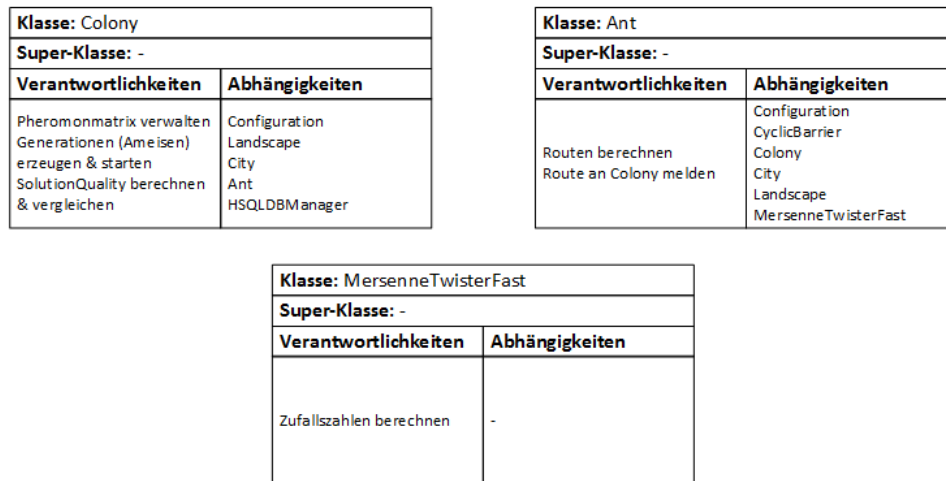 Klasse: Colony
Super-Klasse: -
Verantwortlichkeiten
Abhängigkeiten
Pheromonmatrix verwalten
Generationen (Ameisen)
erzeugen & starten
SolutionQuality berechnen
& vergleichen
Configuration
Landscape
City
Ant
HSQLDBManager
Klasse: Ant
Super-Klasse: -
Verantwortlichkeiten
Abhängigkeiten
Routen berechnen
Route an Colony melden
Configuration
CyclicBarrier
Colony
City
Landscape
MersenneTwisterFast
Klasse: MersenneTwisterFast
Super-Klasse: -
Verantwortlichkeiten
Abhängigkeiten
Zufallszahlen berechnen
-